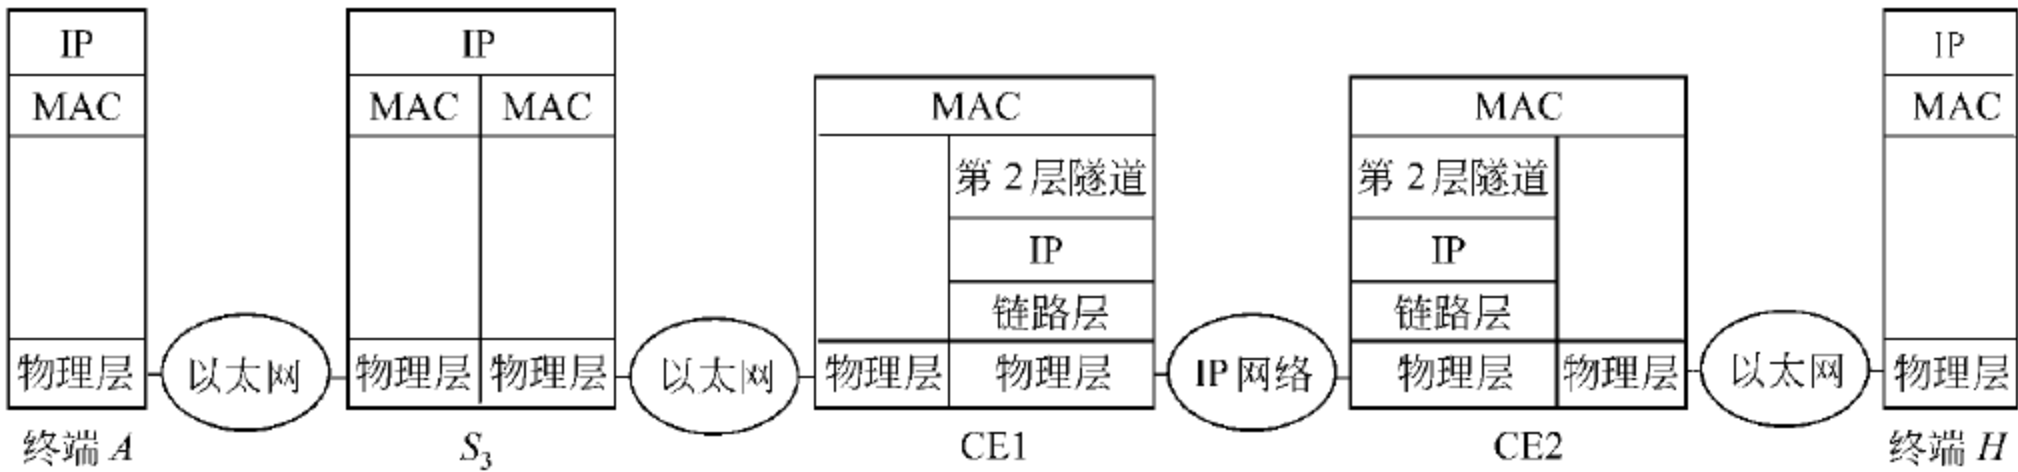 IP
MAC
物理层
以太网
终端 A
IP
MAC
MAC
物理层
物理层
S3
以太网
MAC
第 2 层隧道
IP
链路层
物理层
物理层
CE1
IP 网络
MAC
第 2 层隧道
IP
链路层
物理层
物理层
CE2
以太网
IP
MAC
物理层
终端 H